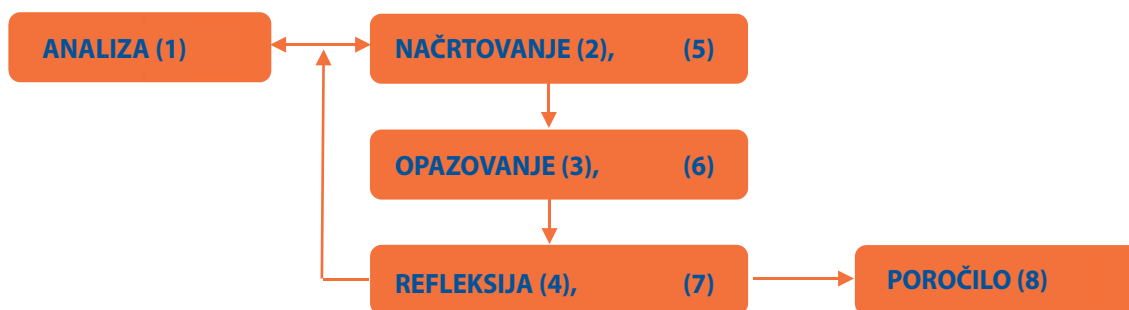 ANALIZA (1)
NAČRTOVANJE (2), (5)
OPAZOVANJE (3), (6)
REFLEKSIJA (4), (7)
POROČILO (8)